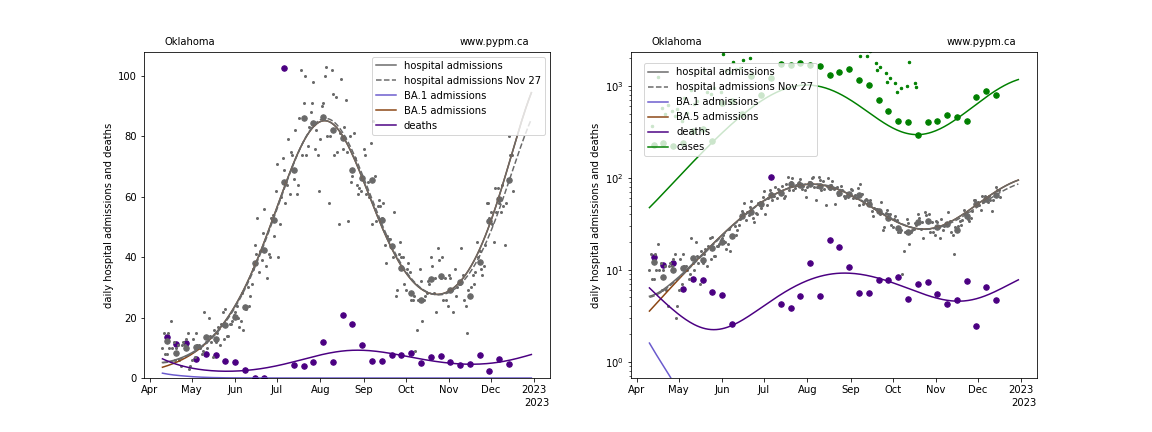 Oklahoma www.pypm.ca
daily hospital admissions and deaths
100
80
60
40
20
0
hospital admissions
hospital admissions Nov 27
BA.1 admissions
BA.5 admissions
deaths
Apr May Jun Jul Aug Sep Oct Nov Dec 2023
2023
Oklahoma www.pypm.ca
daily hospital admissions and deaths
10³
10²
10¹
10⁰
hospital admissions
hospital admissions Nov 27
BA.1 admissions
BA.5 admissions
deaths
cases
Apr May Jun Jul Aug Sep Oct Nov Dec 2023
2023